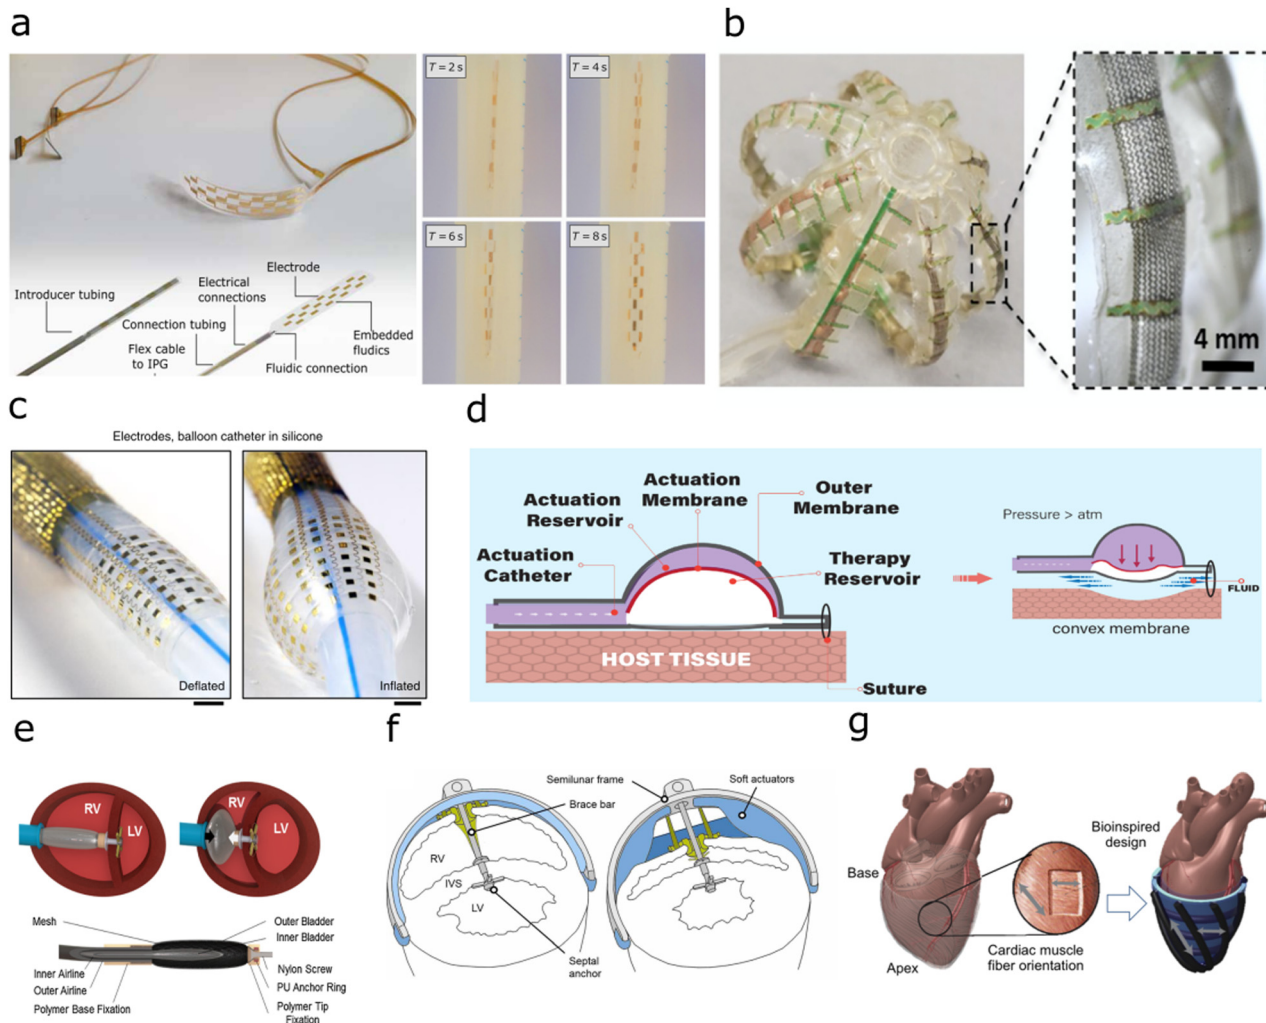 a
T = 2 s
T = 4 s
T = 6 s
T = 8 s
Introducer tubing
Electrical
connections
Electrode
Connection tubing
Flex cable
to IPG
Embedded
fludics
Fluidic connection
b
4 mm
c
Electrodes, balloon catheter in silicone
Deflated
Inflated
d
Actuation
Membrane
Actuation
Reservoir
Outer
Membrane
Actuation
Catheter
Therapy
Reservoir
HOST TISSUE
Suture
Pressure > atm
FLUID
convex membrane
e
RV
LV
RV
LV
Mesh
Outer Bladder
Inner Bladder
Inner Airline
Outer Airline
Polymer Base Fixation
Nylon Screw
PU Anchor Ring
Polymer Tip
Fixation
f
Semilunar frame
Soft actuators
Brace bar
RV
IVS
LV
Septal
anchor
g
Base
Apex
Bioinspired
design
Cardiac muscle
fiber orientation